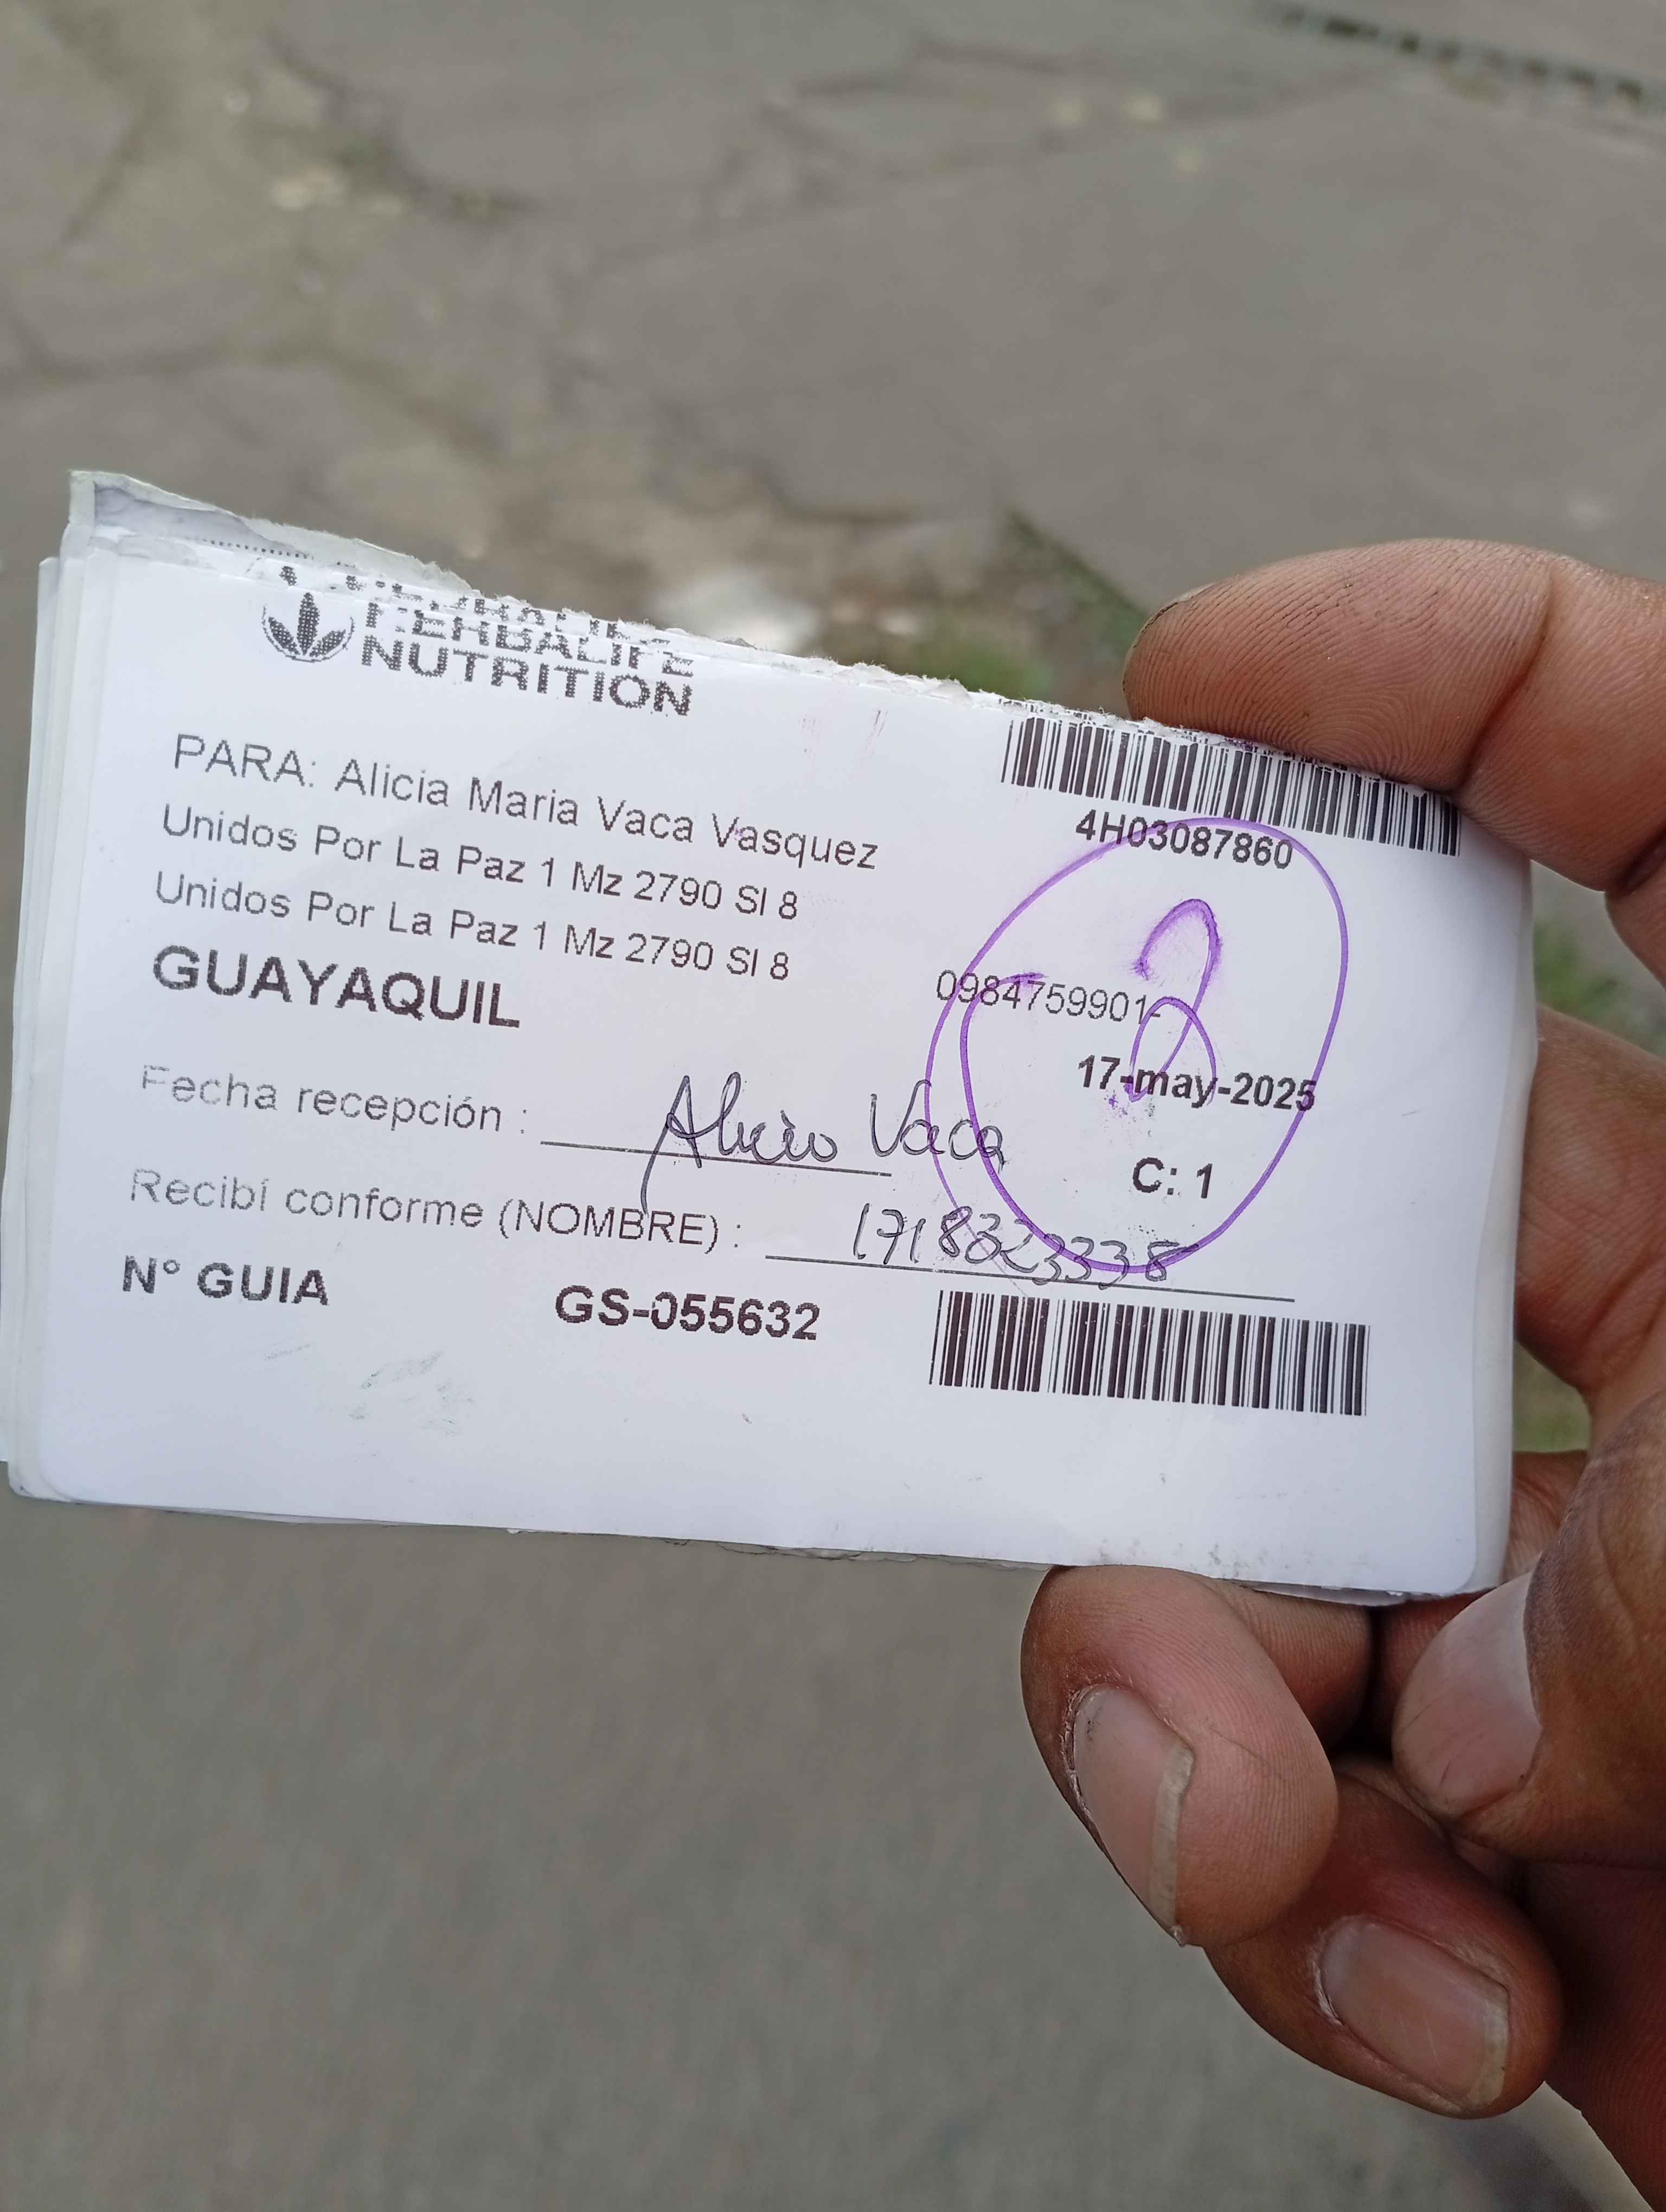 HERBALIFE
NUTRITION
4H03087860
PARA: Alicia Maria Vaca Vasquez
Unidos Por La Paz 1 Mz 2790 Sl 8
Unidos Por La Paz 1 Mz 2790 Sl 8
0984759901-
GUAYAQUIL
17-may-2025
Fecha recepción : Alicia Vaca
C: 1
Recibí conforme (NOMBRE) : 1718323338
N° GUIA GS-055632